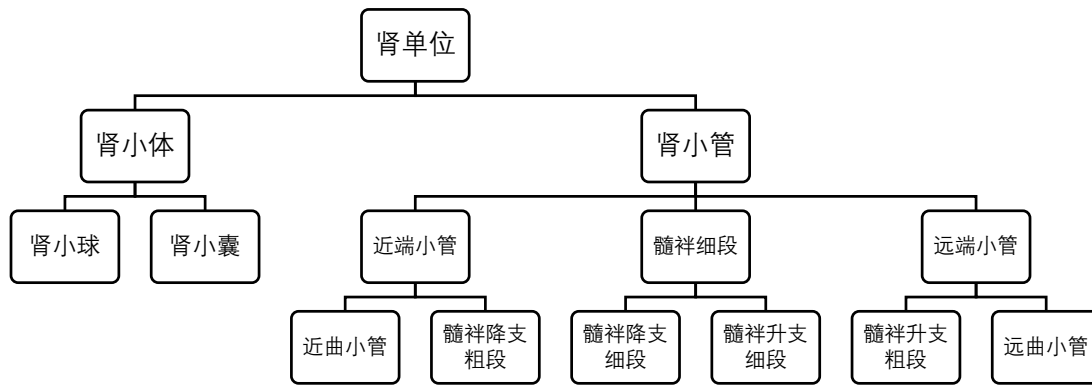 肾单位
肾小体
肾小管
肾小球
肾小囊
近端小管
髓袢细段
远端小管
近曲小管
髓袢降支
粗段
髓袢降支
细段
髓袢升支
细段
髓袢升支
粗段
远曲小管